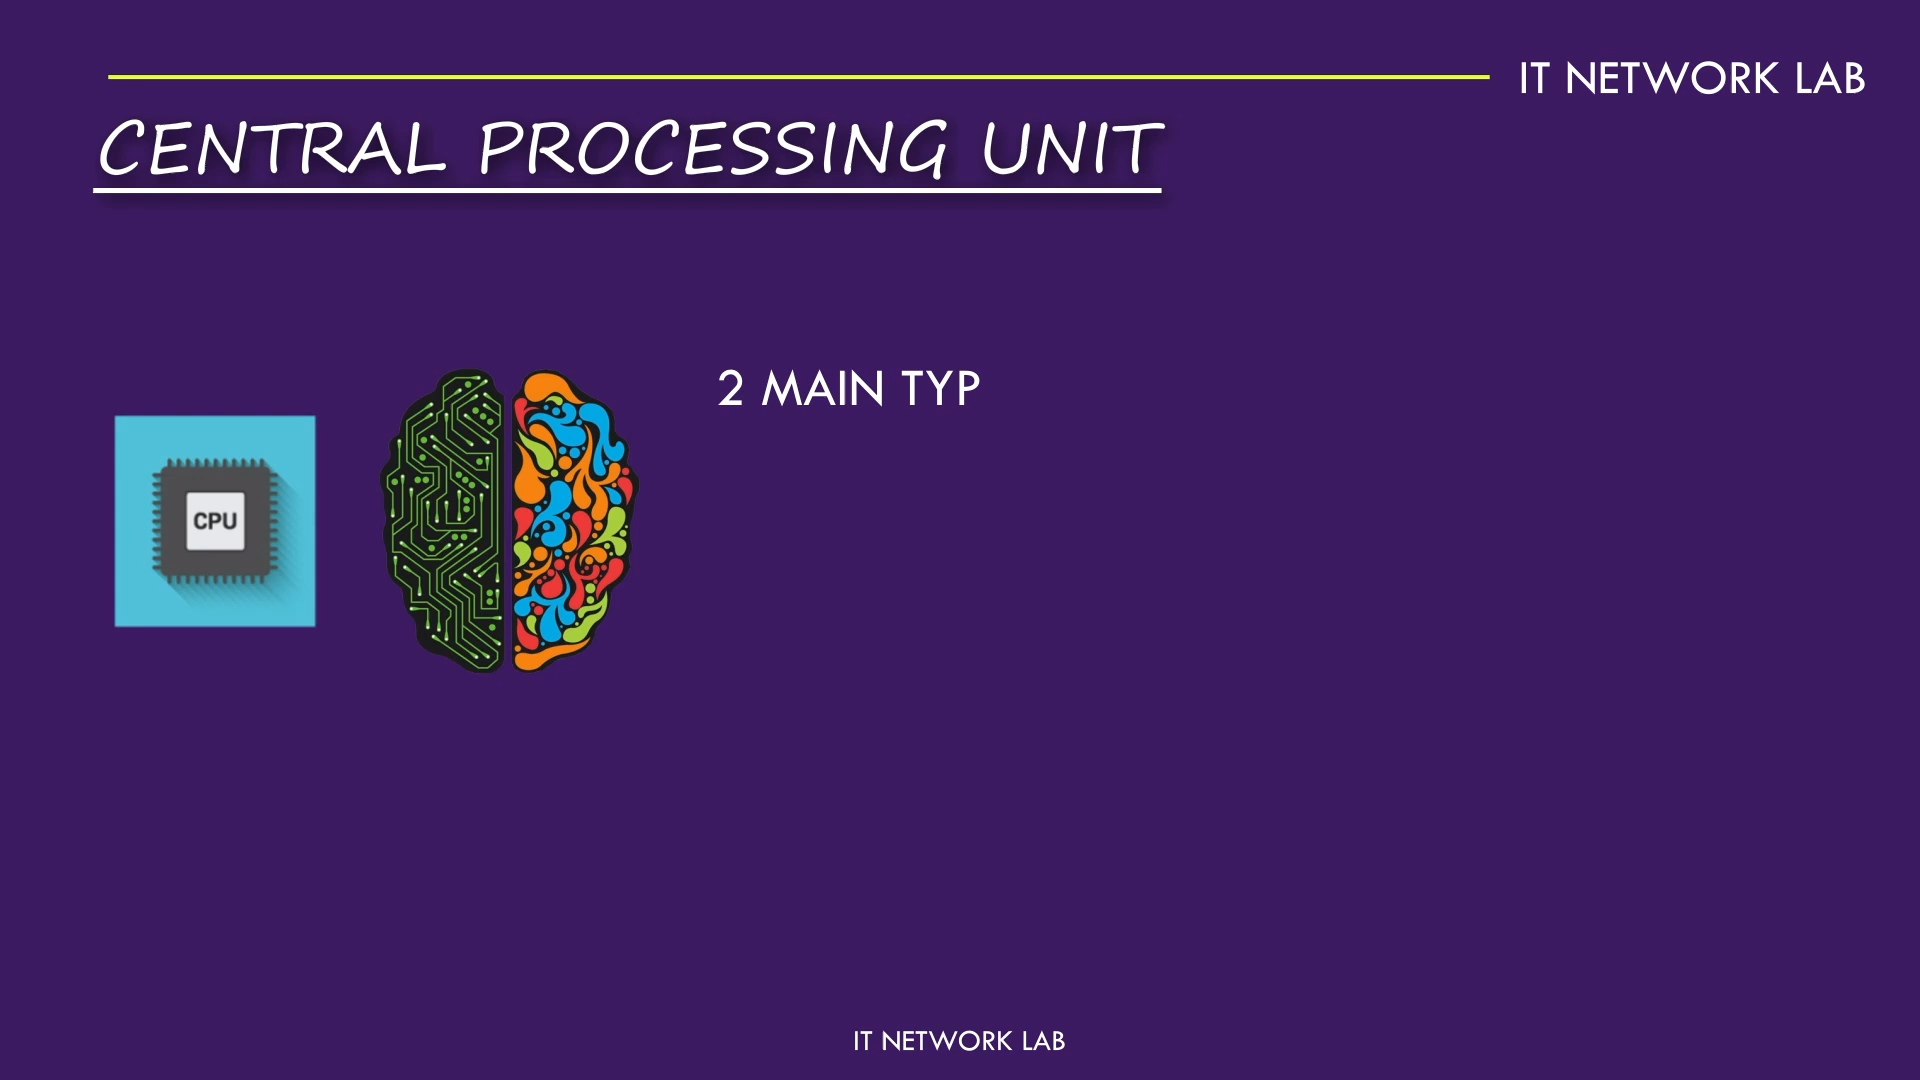 IT NETWORK LAB
CENTRAL PROCESSING UNIT
2 MAIN TYP
CPU
IT NETWORK LAB